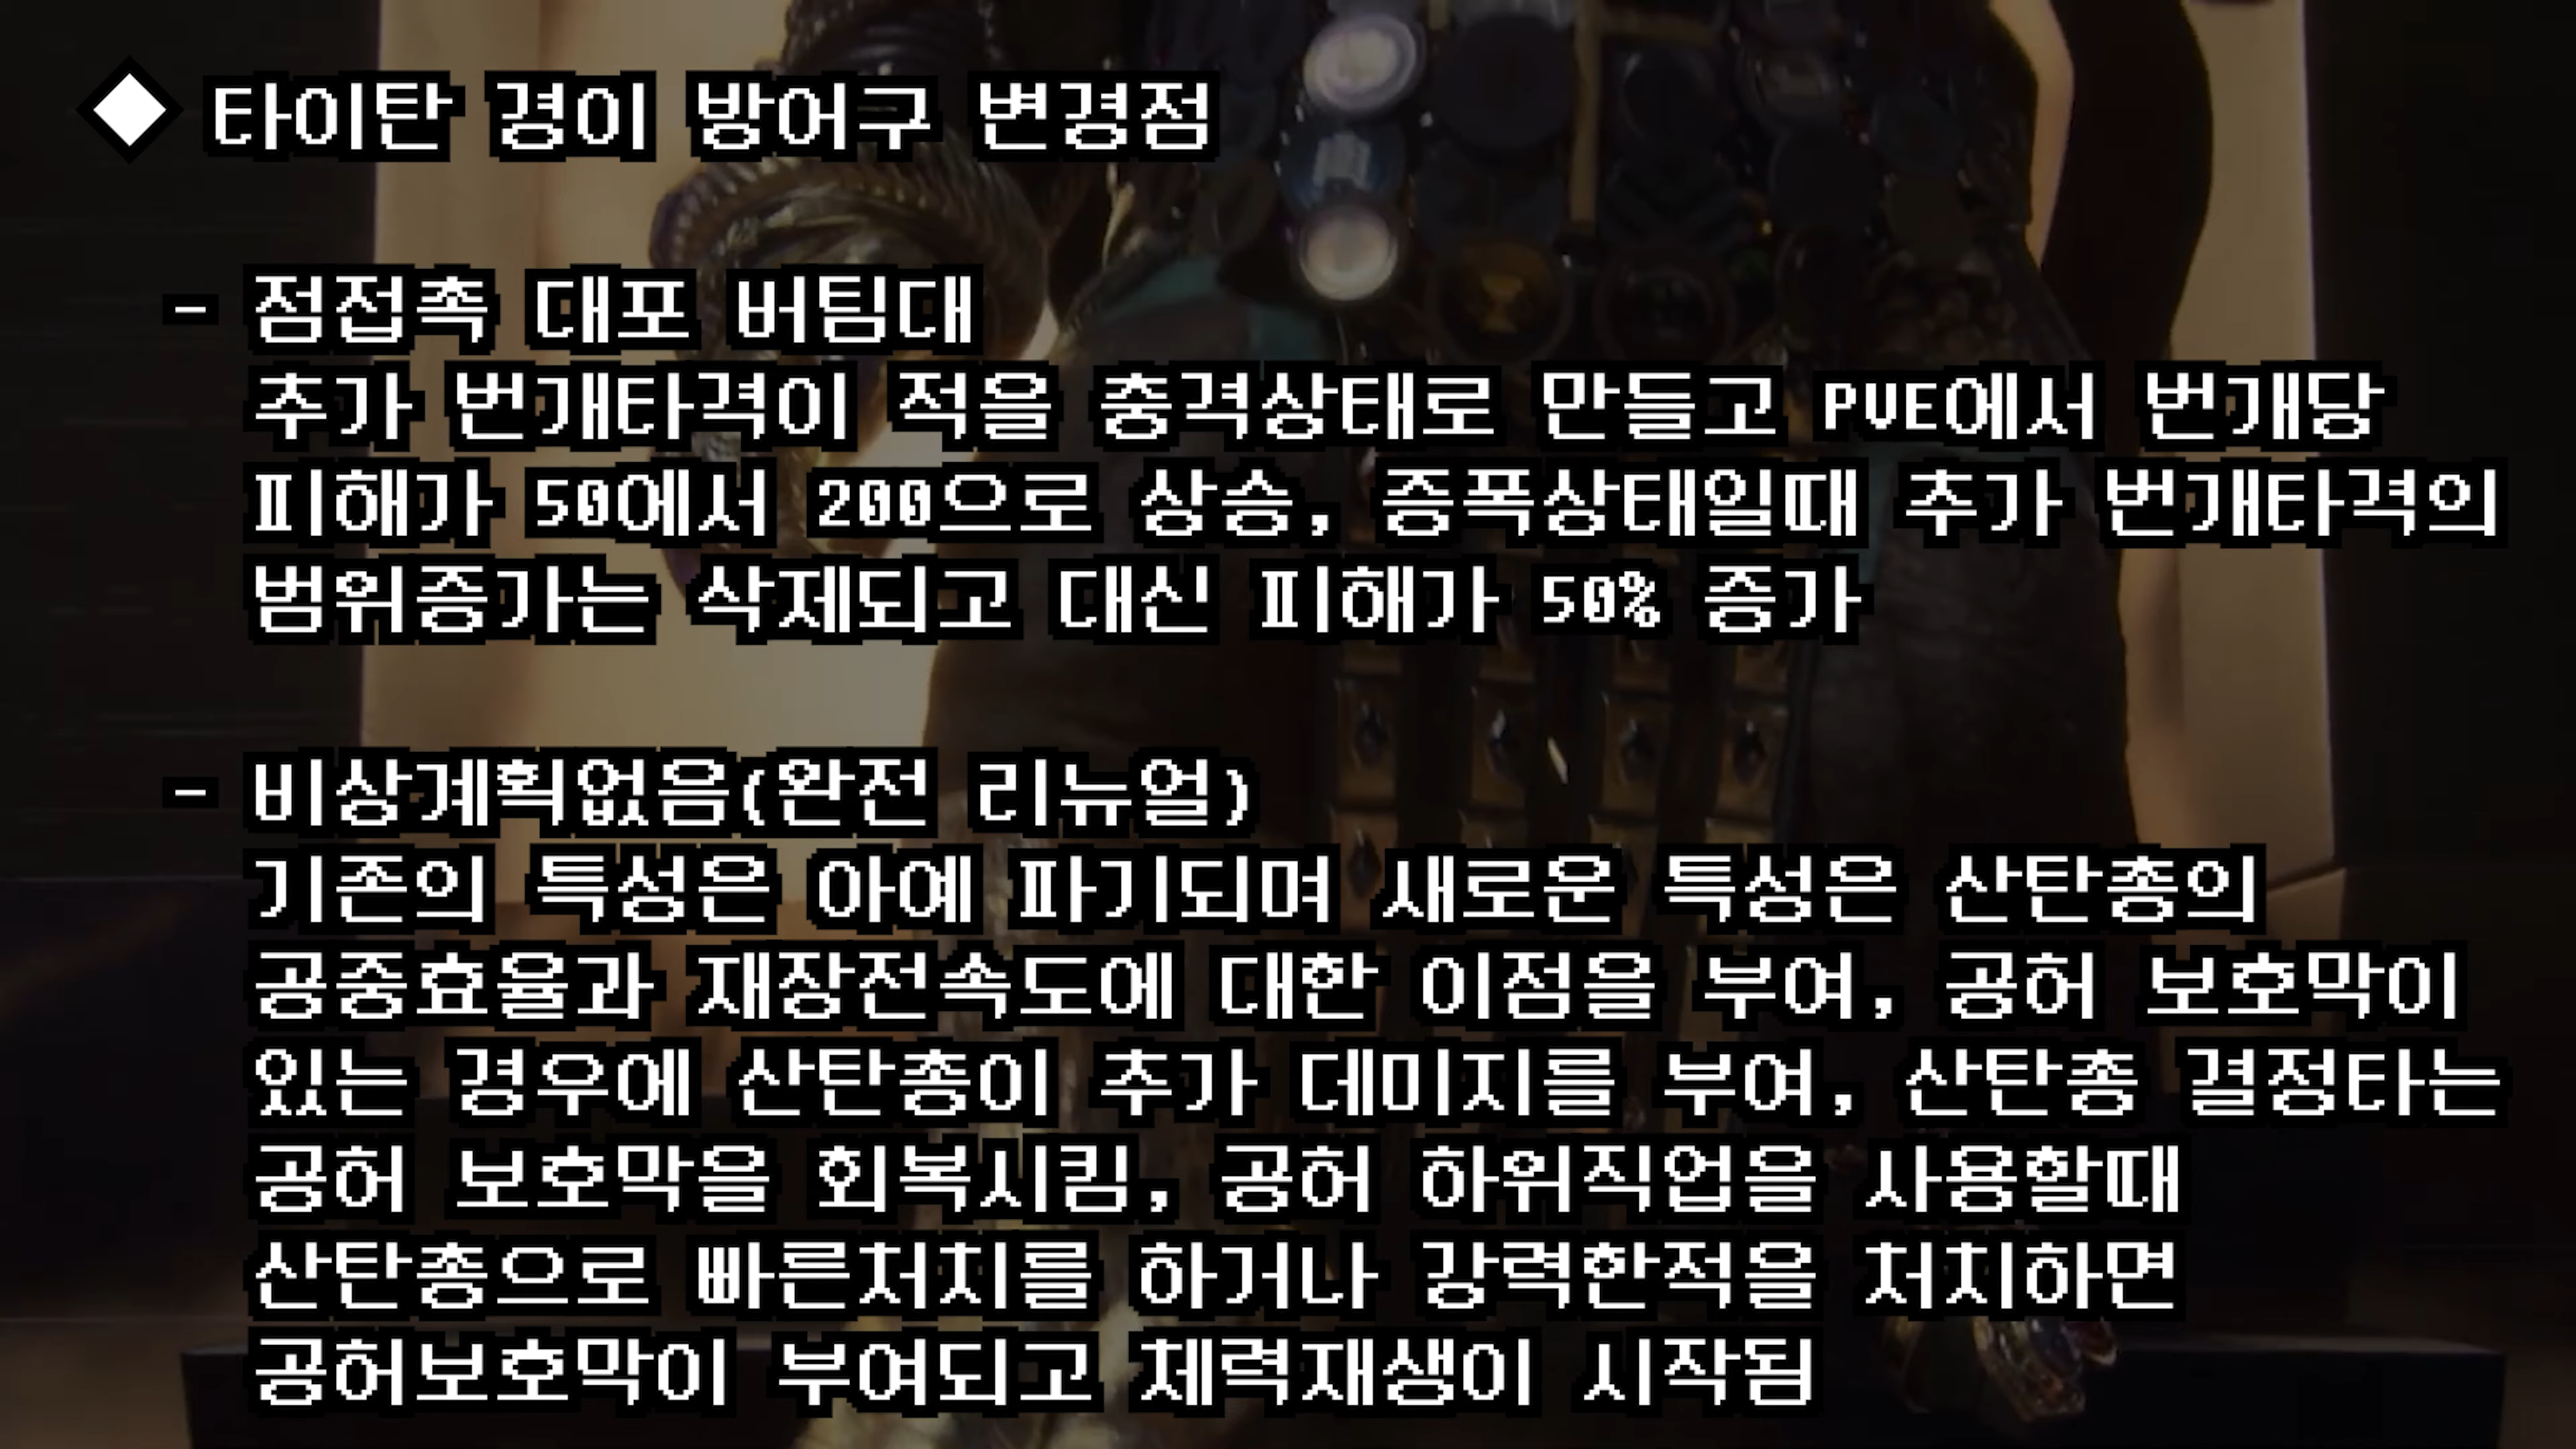 ◆ 타이탄 경이 방어구 변경점
- 점접촉 대포 버팀대
추가 번개타격이 적을 충격상태로 만들고 PVE에서 번개당
피해가 50에서 200으로 상승, 증폭상태일때 추가 번개타격의
범위증가는 삭제되고 대신 피해가 50% 증가
- 비상계획없음(완전 리뉴얼)
기존의 특성은 아예 파기되며 새로운 특성은 산탄총의
공중효율과 재장전속도에 대한 이점을 부여, 공허 보호막이
있는 경우에 산탄총이 추가 데미지를 부여, 산탄총 결정타는
공허 보호막을 회복시킴, 공허 하위직업을 사용할때
산탄총으로 빠른처치를 하거나 강력한적을 처치하면
공허보호막이 부여되고 체력재생이 시작됨